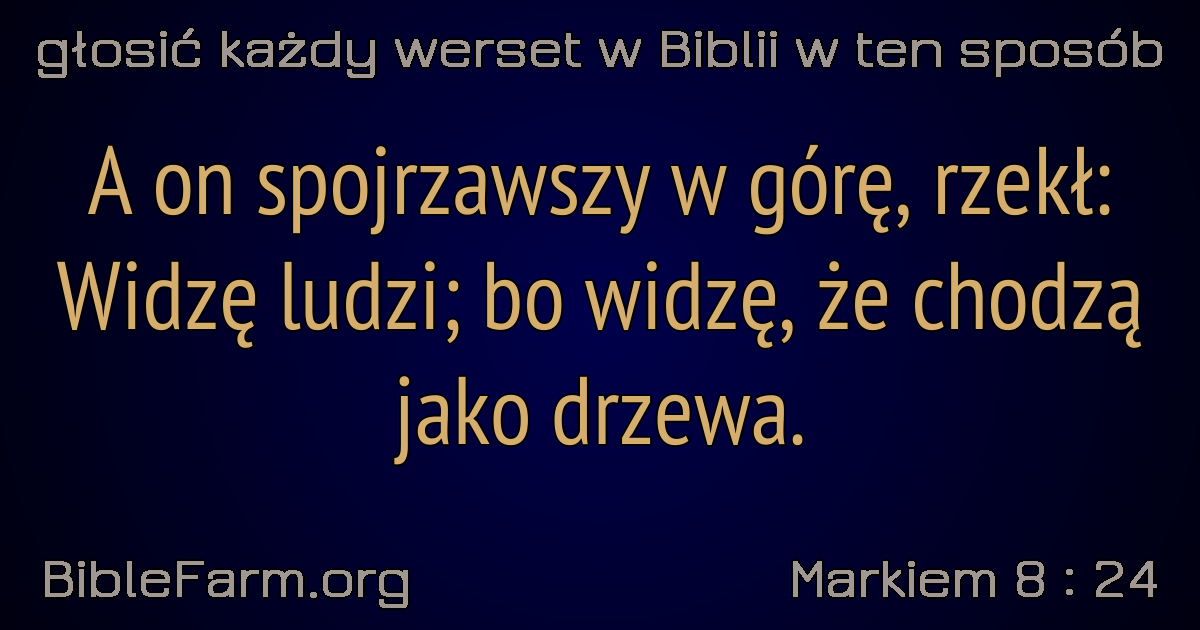 głosić każdy werset w Biblii w ten sposób
A on spojrzawszy w górę, rzekł:
Widzę ludzi; bo widzę, że chodzą
jako drzewa.
BibleFarm.org
Markiem 8 : 24